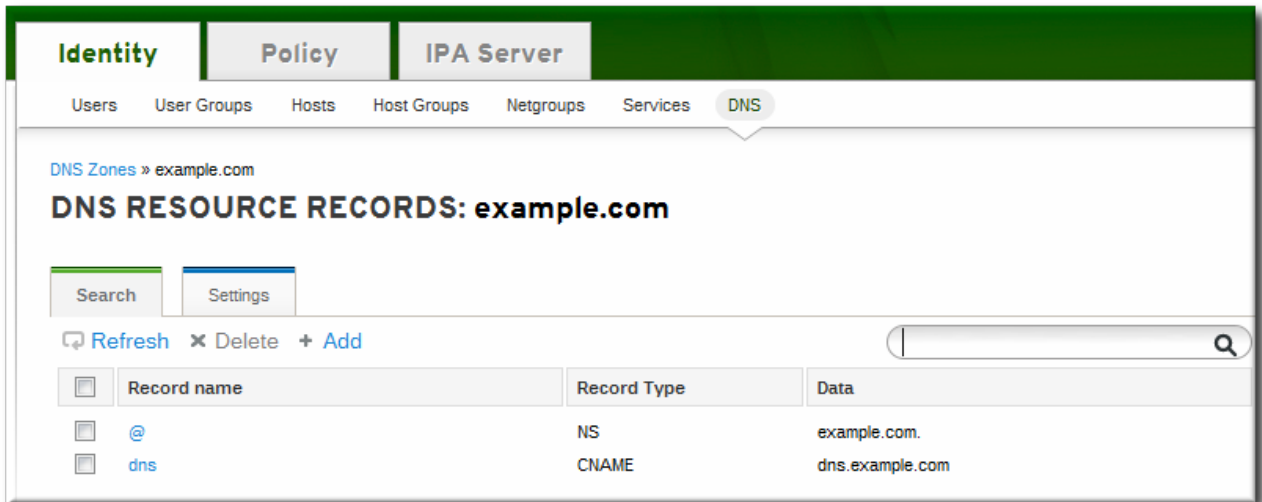 Identity Policy IPA Server
Users User Groups Hosts Host Groups Netgroups Services DNS
DNS Zones » example.com
DNS RESOURCE RECORDS: example.com
Search Settings
Refresh × Delete + Add
Record name Record Type Data
@ NS example.com.
dns CNAME dns.example.com